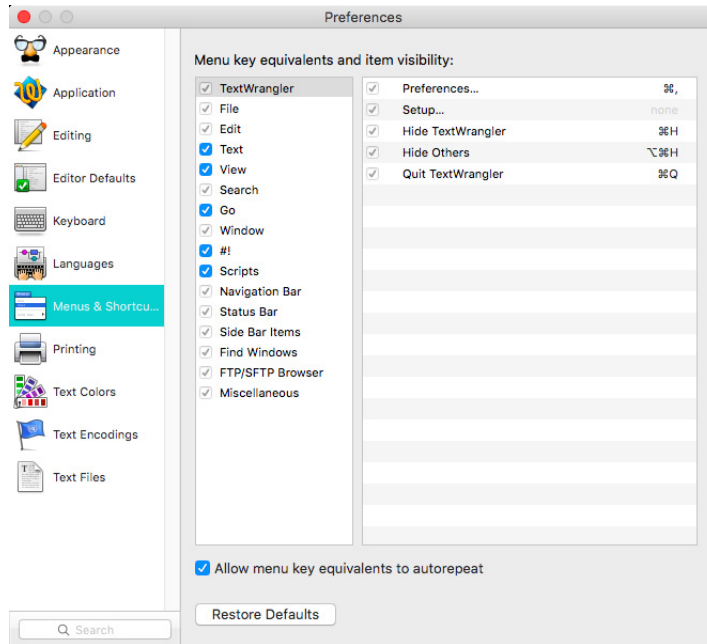 Preferences
Appearance
Application
Editing
Editor Defaults
Keyboard
Languages
Menus & Shortcu...
Printing
Text Colors
Text Encodings
Text Files
Search
Menu key equivalents and item visibility:
TextWrangler
File
Edit
Text
View
Search
Go
Window
#!
Scripts
Navigation Bar
Status Bar
Side Bar Items
Find Windows
FTP/SFTP Browser
Miscellaneous
Preferences... ⌘,
Setup... none
Hide TextWrangler ⌘H
Hide Others ⌥⌘H
Quit TextWrangler ⌘Q
Allow menu key equivalents to autorepeat
Restore Defaults